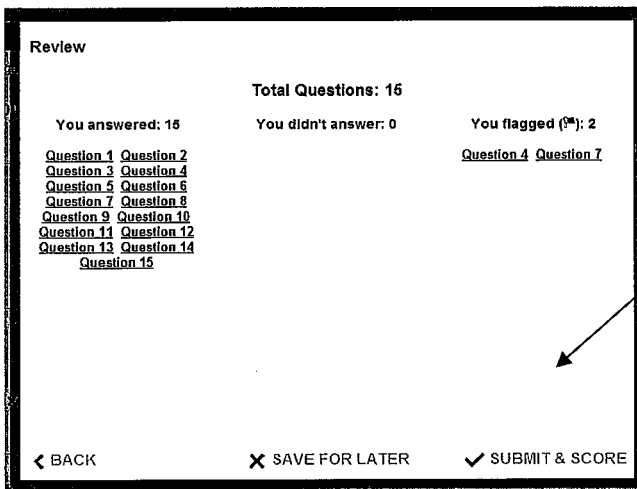 Review
Total Questions: 15
You answered: 15
You didn't answer: 0
You flagged (⚑): 2
Question 1 Question 2
Question 3 Question 4
Question 5 Question 6
Question 7 Question 8
Question 9 Question 10
Question 11 Question 12
Question 13 Question 14
Question 15
Question 4 Question 7
BACK
SAVE FOR LATER
SUBMIT & SCORE